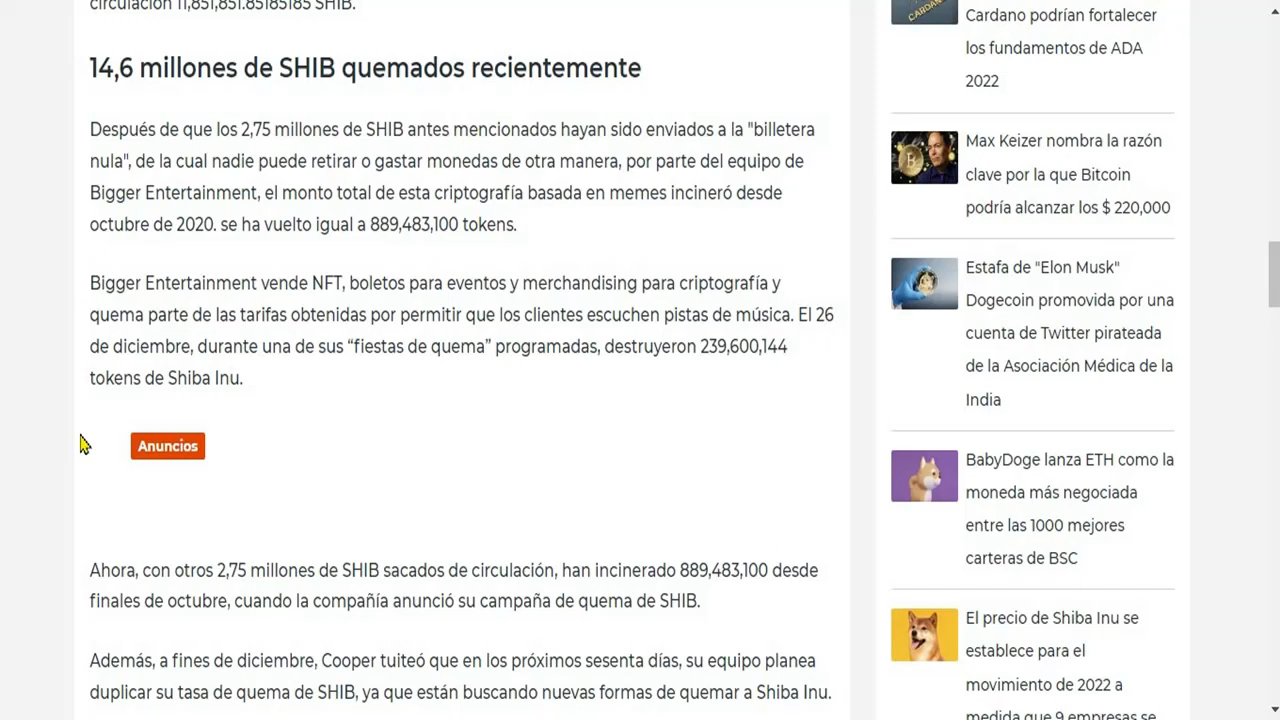 circulación 11,851,851.85185185 SHIB.
14,6 millones de SHIB quemados recientemente
Después de que los 2,75 millones de SHIB antes mencionados hayan sido enviados a la "billetera
nula", de la cual nadie puede retirar o gastar monedas de otra manera, por parte del equipo de
Bigger Entertainment, el monto total de esta criptografía basada en memes incineró desde
octubre de 2020. se ha vuelto igual a 889,483,100 tokens.
Bigger Entertainment vende NFT, boletos para eventos y merchandising para criptografía y
quema parte de las tarifas obtenidas por permitir que los clientes escuchen pistas de música. El 26
de diciembre, durante una de sus “fiestas de quema” programadas, destruyeron 239,600,144
tokens de Shiba Inu.
Anuncios
Ahora, con otros 2,75 millones de SHIB sacados de circulación, han incinerado 889,483,100 desde
finales de octubre, cuando la compañía anunció su campaña de quema de SHIB.
Además, a fines de diciembre, Cooper tuiteó que en los próximos sesenta días, su equipo planea
duplicar su tasa de quema de SHIB, ya que están buscando nuevas formas de quemar a Shiba Inu.
CARDANO
Cardano podrían fortalecer
los fundamentos de ADA
2022
Max Keizer nombra la razón
clave por la que Bitcoin
podría alcanzar los $ 220,000
Estafa de "Elon Musk"
Dogecoin promovida por una
cuenta de Twitter pirateada
de la Asociación Médica de la
India
BabyDoge lanza ETH como la
moneda más negociada
entre las 1000 mejores
carteras de BSC
El precio de Shiba Inu se
establece para el
movimiento de 2022 a
medida que 9 empresas se